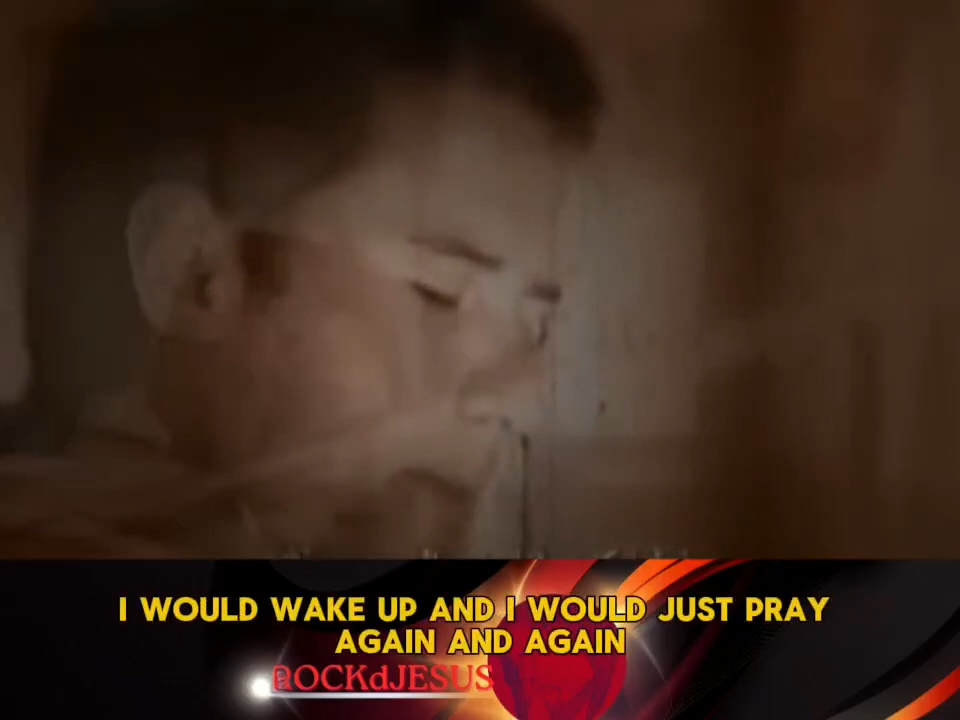 I WOULD WAKE UP AND I WOULD JUST PRAY
AGAIN AND AGAIN
ROCKdJESUS